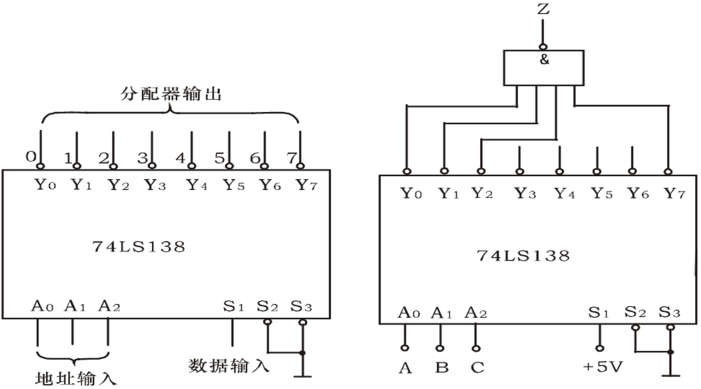 分配器输出
0 1 2 3 4 5 6 7
Y0 Y1 Y2 Y3 Y4 Y5 Y6 Y7
74LS138
A0 A1 A2 S1 S2 S3
地址输入 数据输入
Z
&
Y0 Y1 Y2 Y3 Y4 Y5 Y6 Y7
74LS138
A0 A1 A2 S1 S2 S3
A B C +5V